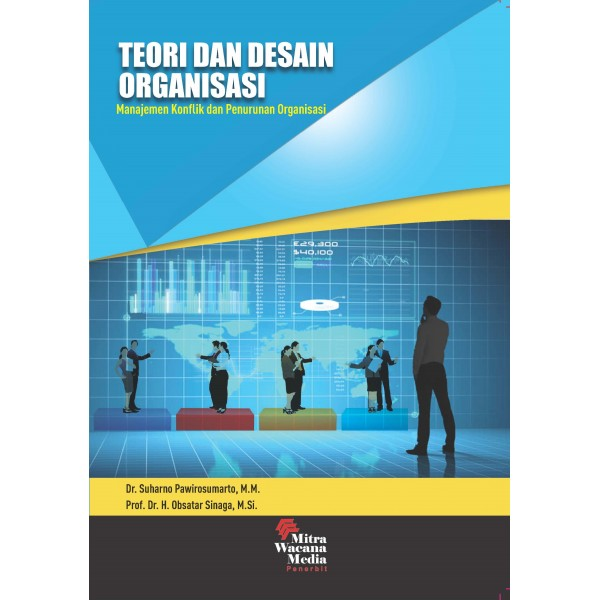 TEORI DAN DESAIN
ORGANISASI
Manajemen Konflik dan Penurunan Organisasi
£29,300
$40,100
Dr. Suharno Pawirosumarto, M.M.
Prof. Dr. H. Obsatar Sinaga, M.Si.
Mitra
Wacana
Media
Penerbit